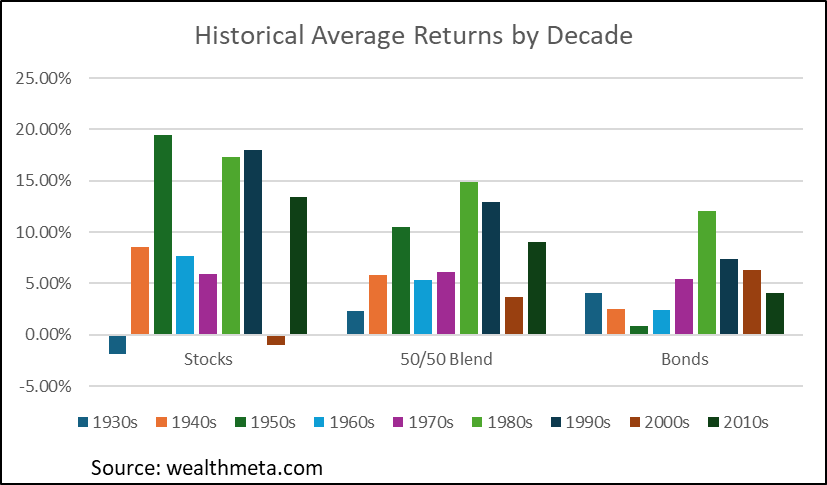 Historical Average Returns by Decade
25.00%
20.00%
15.00%
10.00%
5.00%
0.00%
-5.00%
Stocks 50/50 Blend Bonds
1930s 1940s 1950s 1960s 1970s 1980s 1990s 2000s 2010s
Source: wealthmeta.com